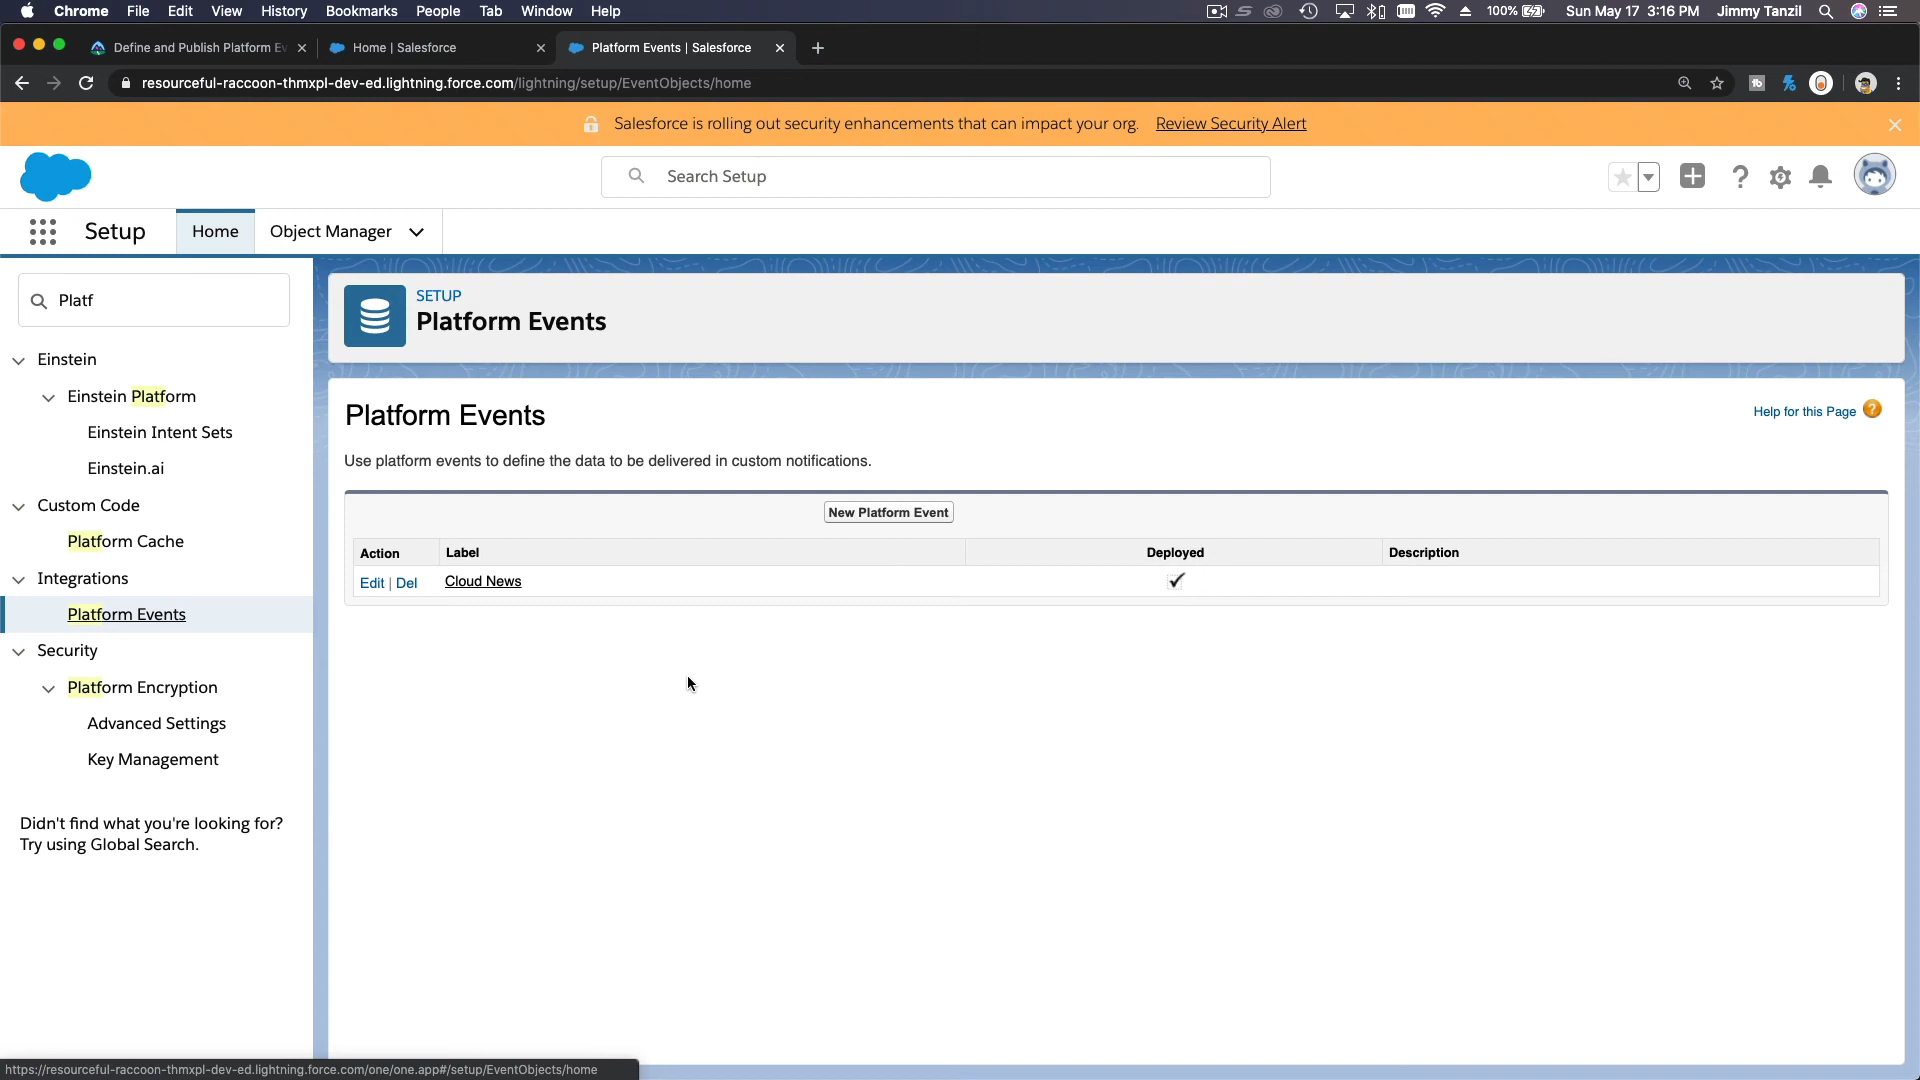 Chrome File Edit View History Bookmarks People Tab Window Help 100% Sun May 17 3:16 PM Jimmy Tanzil
Define and Publish Platform Ev
Home | Salesforce
Platform Events | Salesforce
resourceful-raccoon-thmxpl-dev-ed.lightning.force.com/lightning/setup/EventObjects/home
Salesforce is rolling out security enhancements that can impact your org. Review Security Alert
Search Setup
Setup Home Object Manager
Platf
Einstein
Einstein Platform
Einstein Intent Sets
Einstein.ai
Custom Code
Platform Cache
Integrations
Platform Events
Security
Platform Encryption
Advanced Settings
Key Management
Didn't find what you're looking for?
Try using Global Search.
SETUP
Platform Events
Platform Events
Help for this Page ?
Use platform events to define the data to be delivered in custom notifications.
New Platform Event
Action Label Deployed Description
Edit | Del Cloud News
https://resourceful-raccoon-thmxpl-dev-ed.lightning.force.com/one/one.app#/setup/EventObjects/home